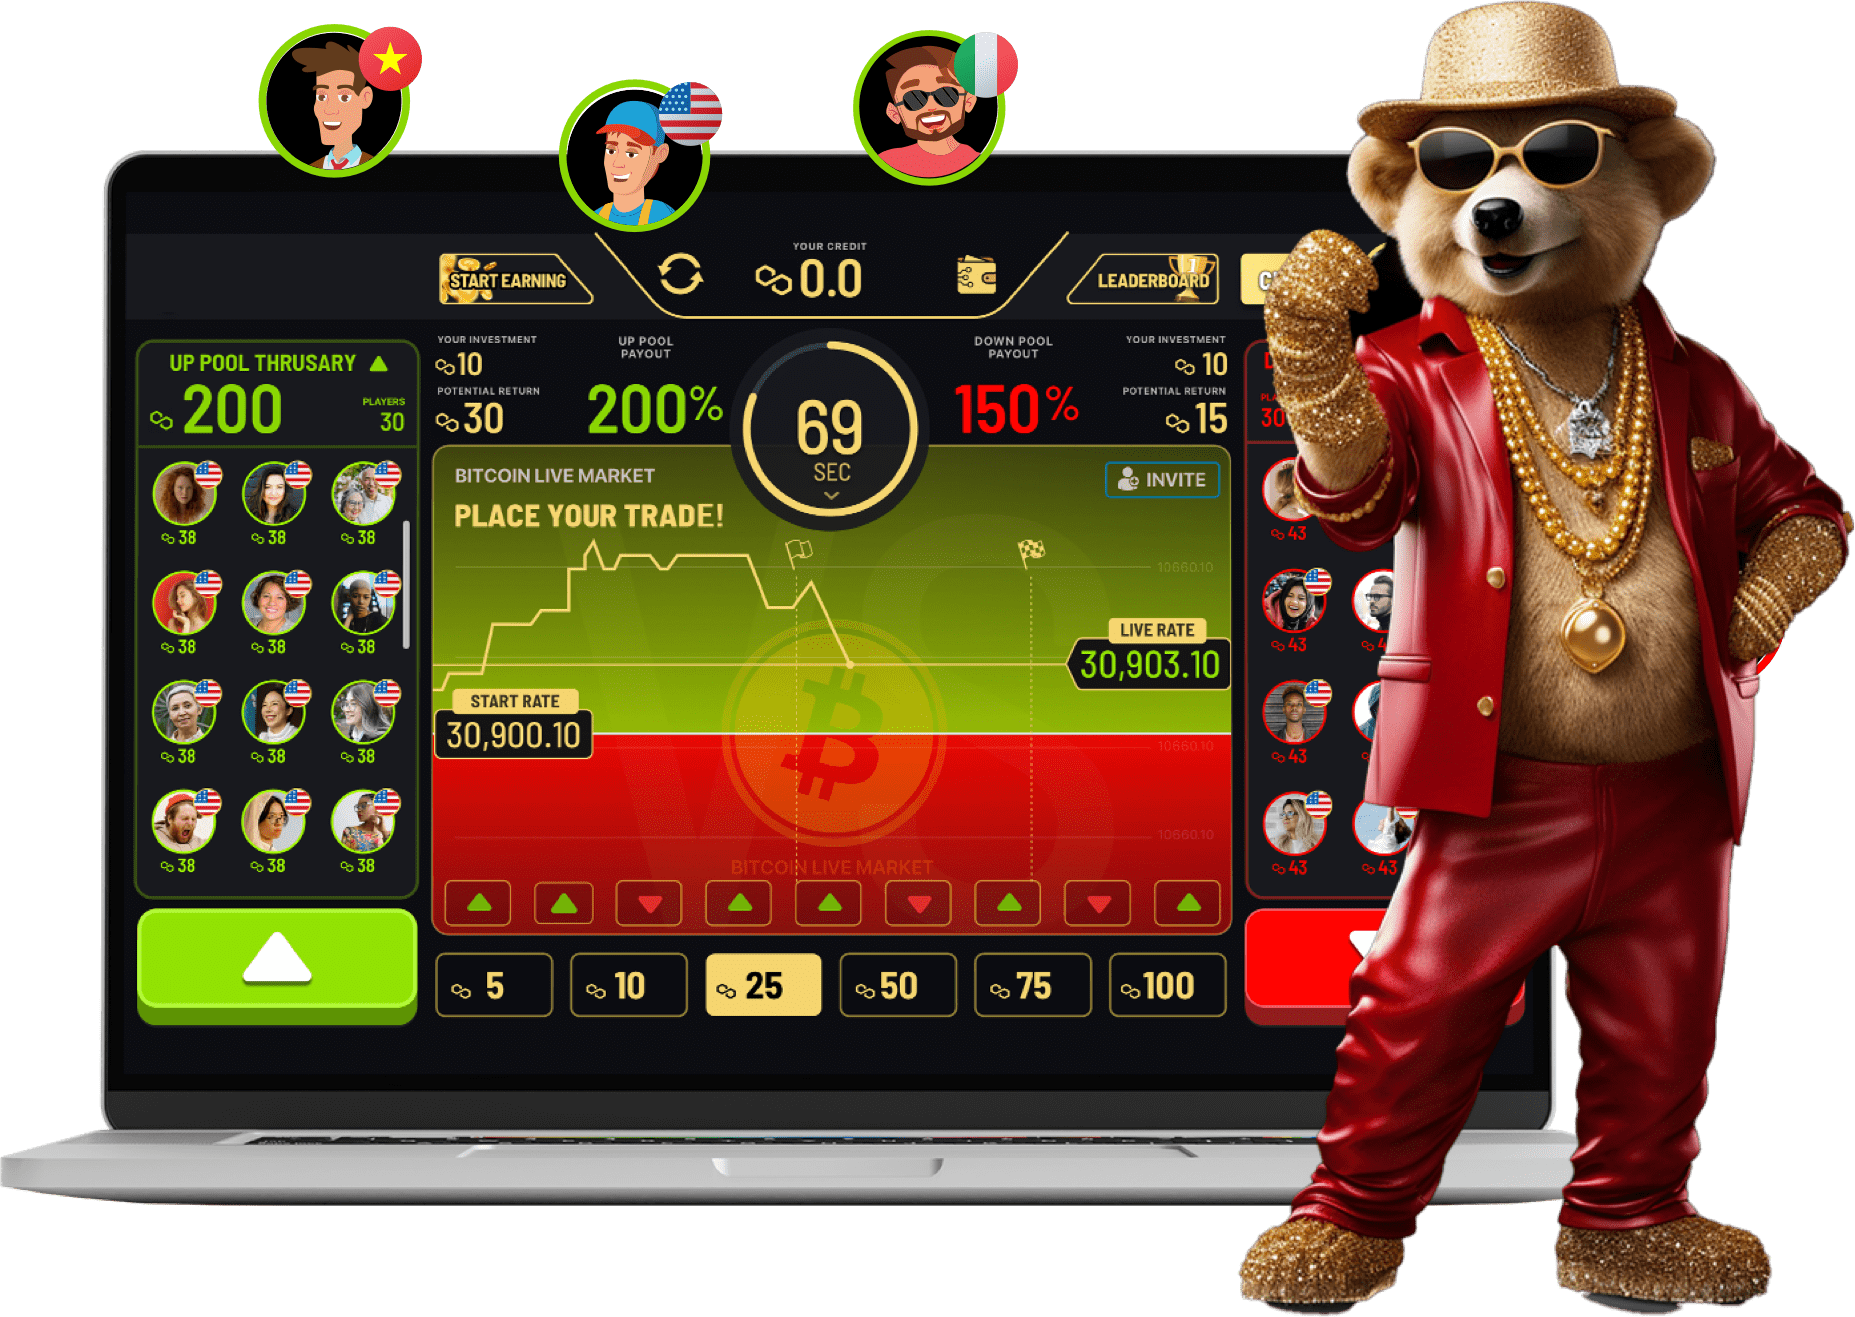 YOUR CREDIT
0.0
START EARNING
LEADERBOARD
UP POOL THRUSARY
200
PLAYERS
30
YOUR INVESTMENT
10
POTENTIAL RETURN
30
UP POOL
PAYOUT
200%
69
SEC
DOWN POOL
PAYOUT
150%
YOUR INVESTMENT
10
POTENTIAL RETURN
15
30
BITCOIN LIVE MARKET
PLACE YOUR TRADE!
INVITE
10660.10
LIVE RATE
30,903.10
START RATE
30,900.10
10660.10
10660.10
VS
BITCOIN LIVE MARKET
38 38 38
38 38 38
38 38 38
38 38 38
43
43
43
43 43
5 10 25 50 75 100